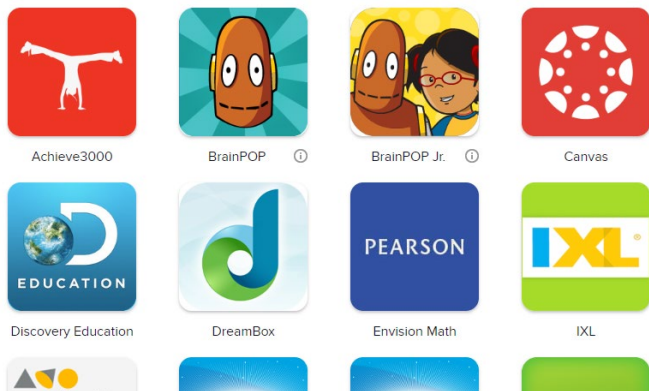 Achieve3000
BrainPOP
BrainPOP Jr.
Canvas
D
EDUCATION
PEARSON
IXL
Discovery Education
DreamBox
Envision Math
IXL